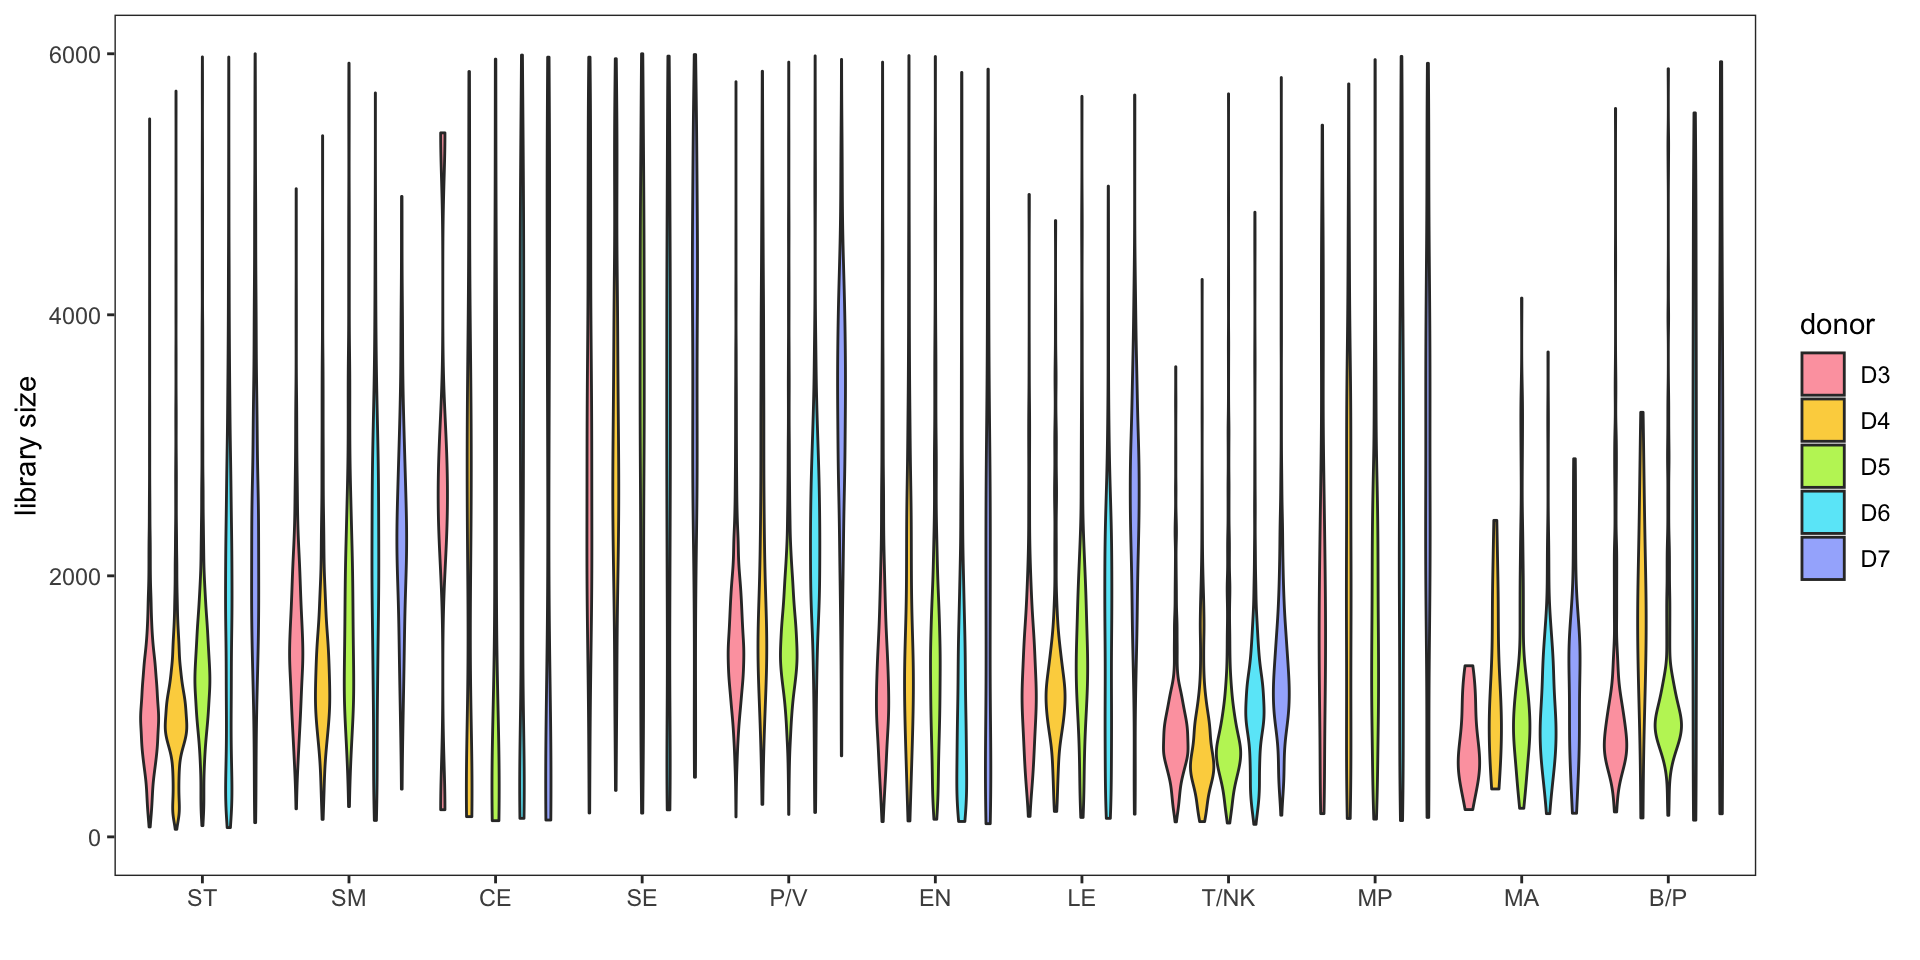 library size
6000
4000
2000
0
ST SM CE SE P/V EN LE T/NK MP MA B/P
donor
D3
D4
D5
D6
D7